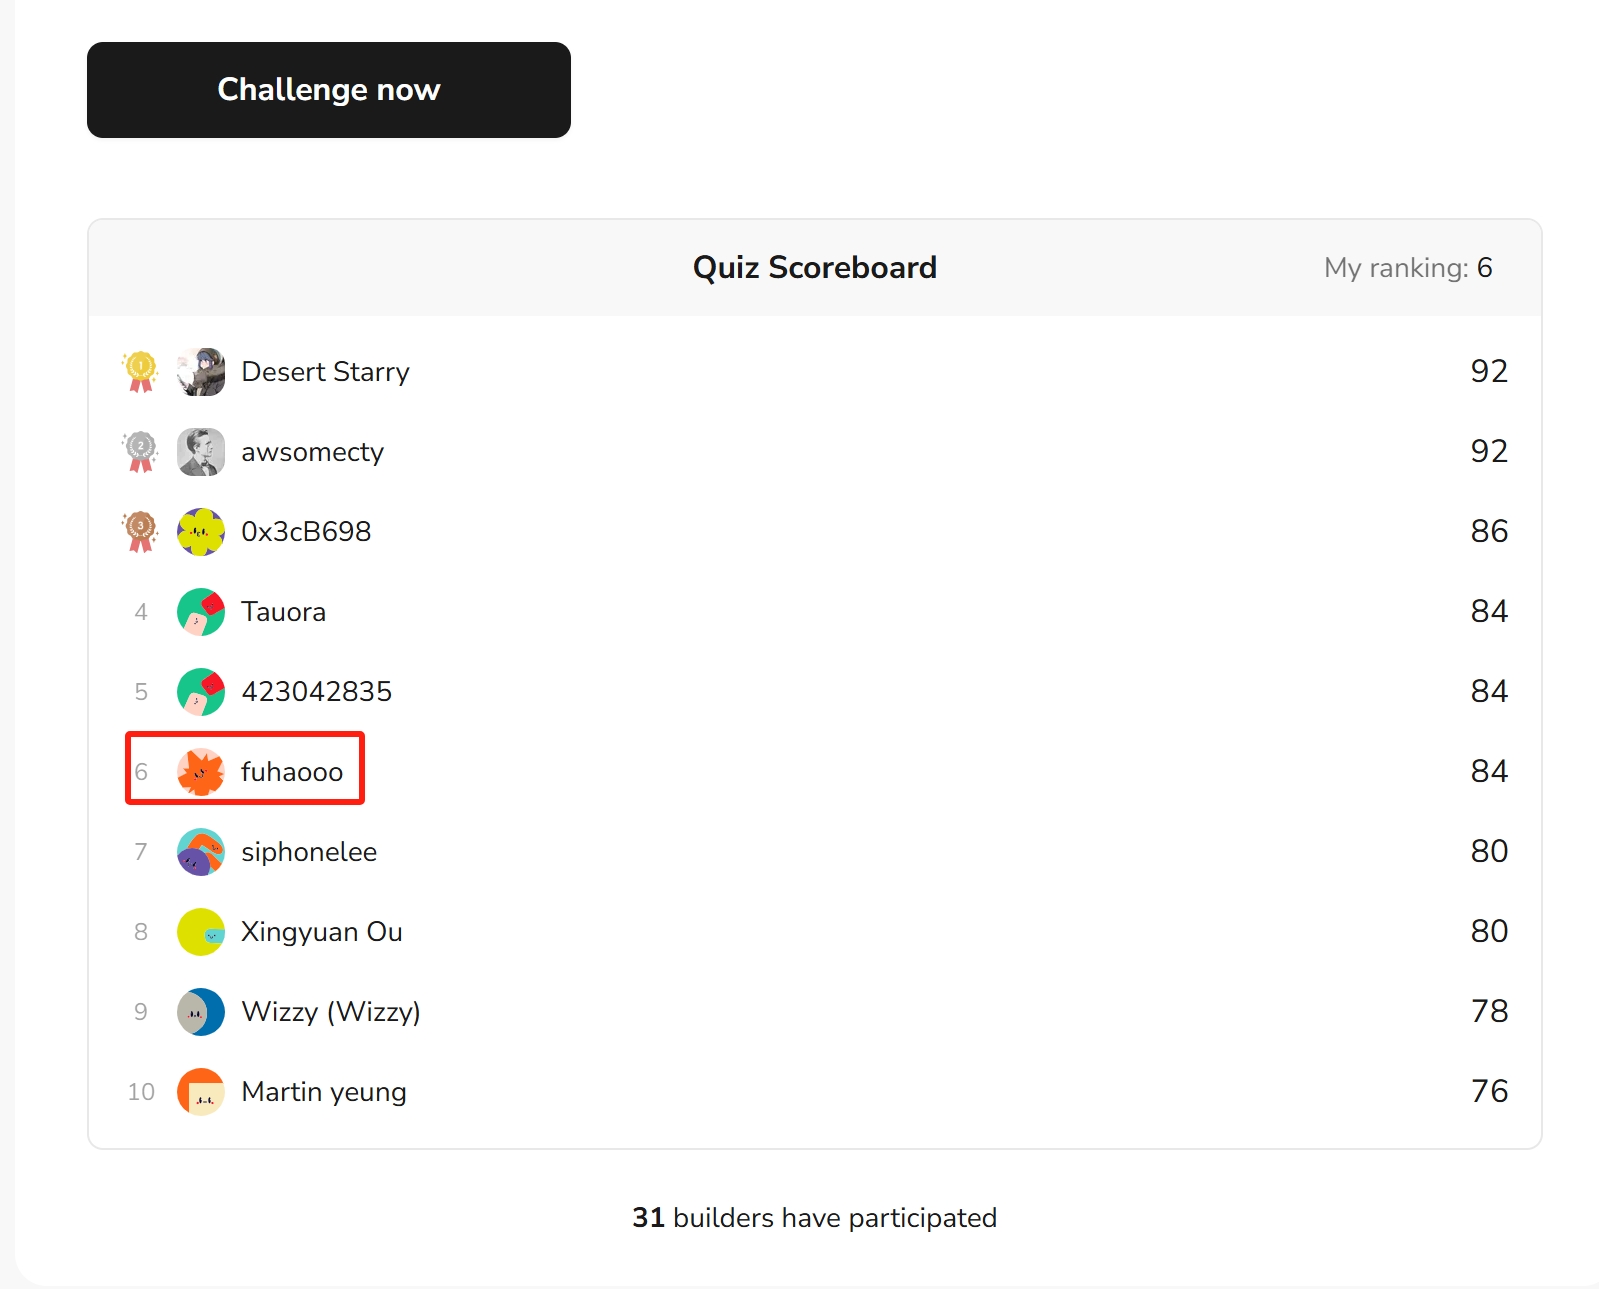 Challenge now
Quiz Scoreboard My ranking: 6
1 Desert Starry 92
2 awsomecty 92
3 0x3cB698 86
4 Tauora 84
5 423042835 84
6 fuhaooo 84
7 siphonelee 80
8 Xingyuan Ou 80
9 Wizzy (Wizzy) 78
10 Martin yeung 76
31 builders have participated